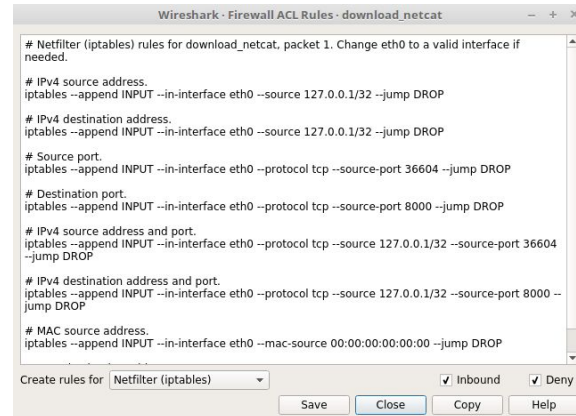 Wireshark · Firewall ACL Rules · download_netcat
# Netfilter (iptables) rules for download_netcat, packet 1. Change eth0 to a valid interface if
needed.
# IPv4 source address.
iptables --append INPUT --in-interface eth0 --source 127.0.0.1/32 --jump DROP
# IPv4 destination address.
iptables --append INPUT --in-interface eth0 --source 127.0.0.1/32 --jump DROP
# Source port.
iptables --append INPUT --in-interface eth0 --protocol tcp --source-port 36604 --jump DROP
# Destination port.
iptables --append INPUT --in-interface eth0 --protocol tcp --source-port 8000 --jump DROP
# IPv4 source address and port.
iptables --append INPUT --in-interface eth0 --protocol tcp --source 127.0.0.1/32 --source-port 36604
--jump DROP
# IPv4 destination address and port.
iptables --append INPUT --in-interface eth0 --protocol tcp --source 127.0.0.1/32 --source-port 8000 --
jump DROP
# MAC source address.
iptables --append INPUT --in-interface eth0 --mac-source 00:00:00:00:00:00 --jump DROP
Create rules for Netfilter (iptables) Inbound Deny
Save Close Copy Help